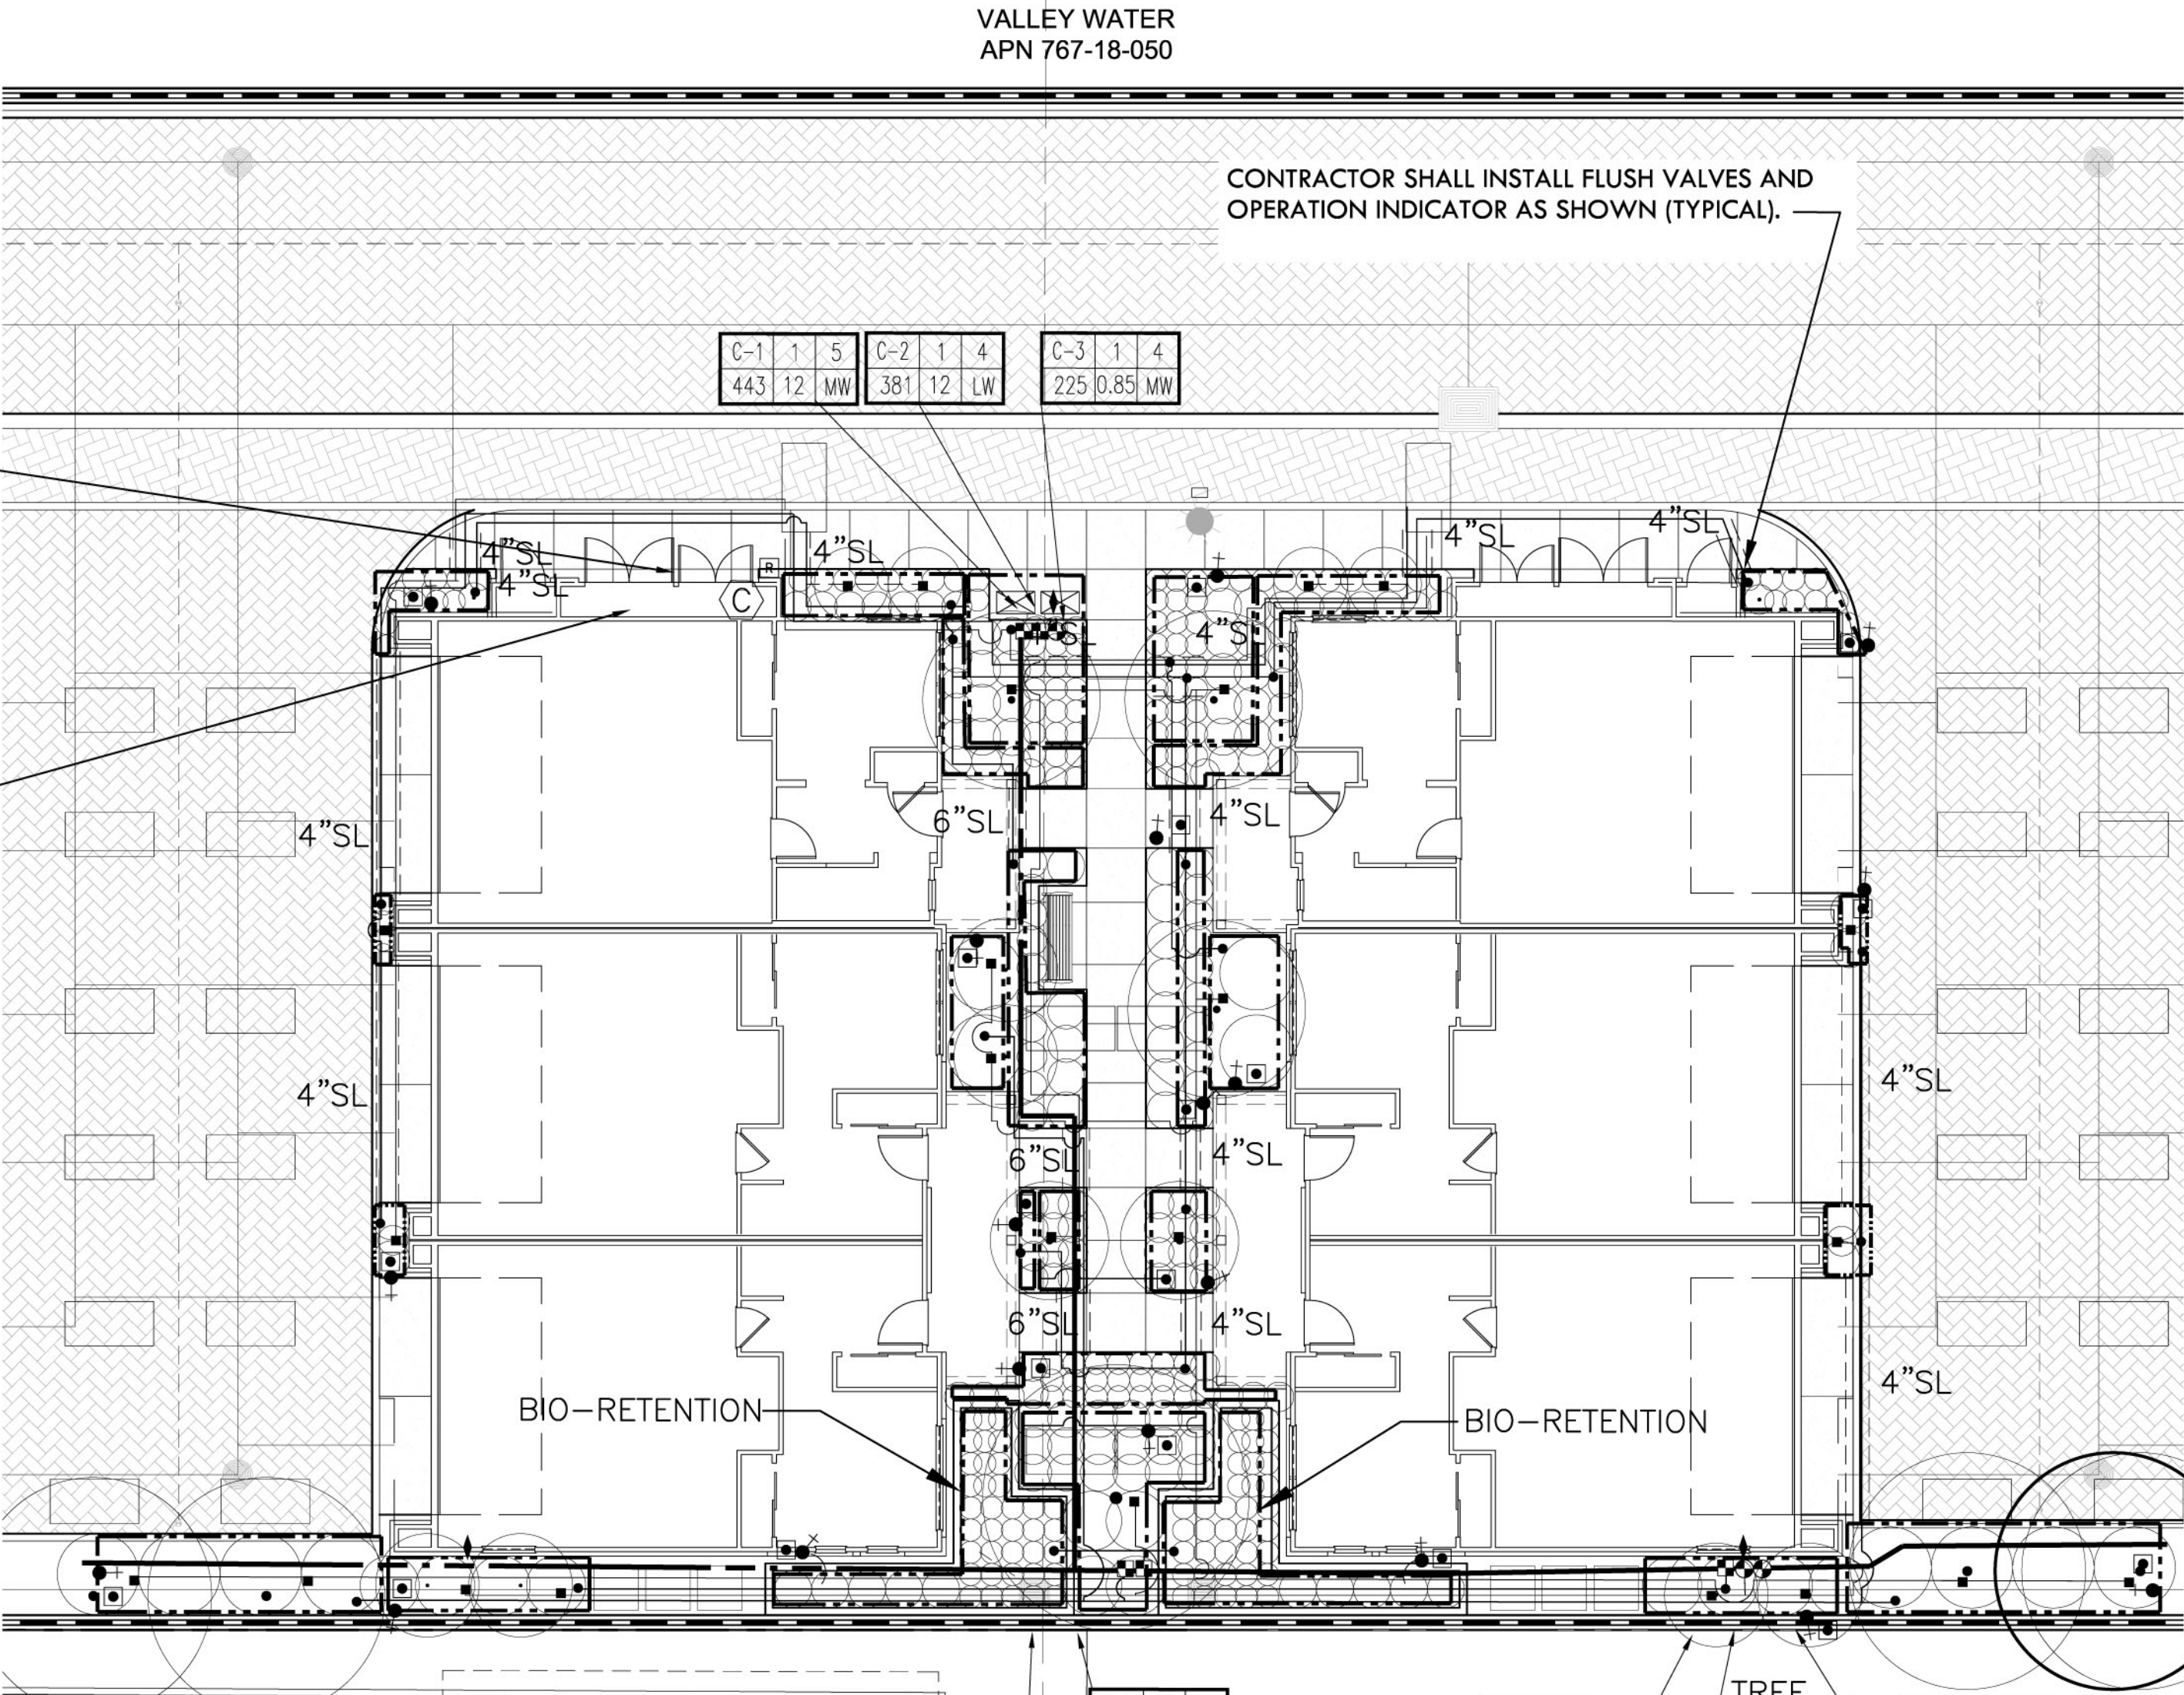 VALLEY WATER
APN 767-18-050
CONTRACTOR SHALL INSTALL FLUSH VALVES AND
OPERATION INDICATOR AS SHOWN (TYPICAL).
C-1 1 5
443 12 MW
C-2 1 4
381 12 LW
C-3 1 4
225 0.85 MW
4"SL
4"SL
4"SL
4"SL
4"SL
R
C
4"SL
6"SL
4"SL
4"SL
4"SL
4"SL
6"SL
4"SL
6"SL
4"SL
4"SL
BIO-RETENTION
BIO-RETENTION
TREE